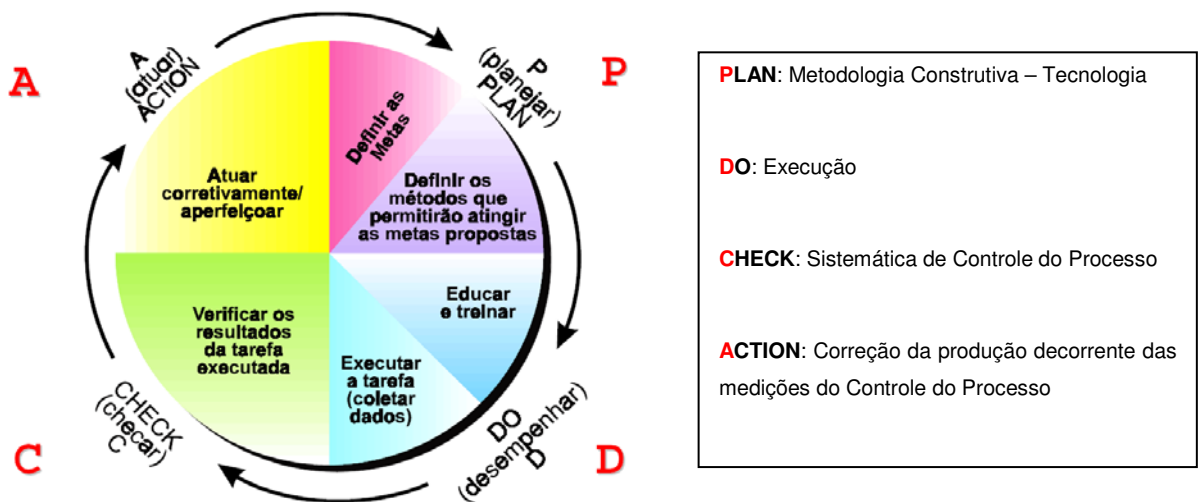 A
P
C
D
A
(atuar)
ACTION
P
(planejar)
PLAN
DO
(desempenhar)
D
CHECK
(checar)
C
Definir as
Metas
Definir os
métodos que
permitirão atingir
as metas propostas
Educar
e treinar
Executar
a tarefa
(coletar
dados)
Verificar os
resultados
da tarefa
executada
Atuar
corretivamente/
aperfeiçoar
PLAN: Metodologia Construtiva – Tecnologia
DO: Execução
CHECK: Sistemática de Controle do Processo
ACTION: Correção da produção decorrente das
medições do Controle do Processo